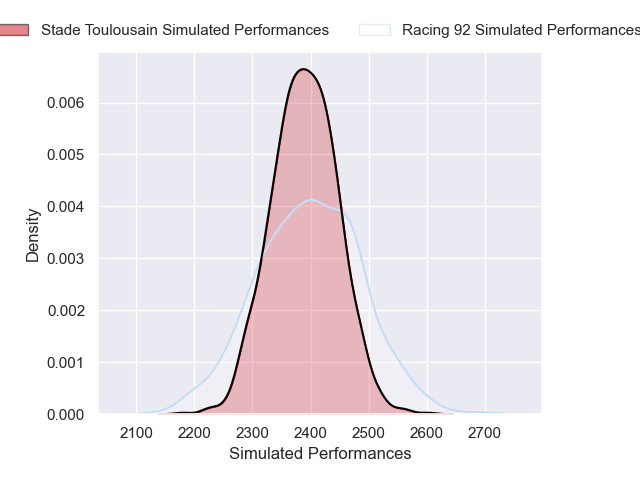 Stade Toulousain Simulated Performances
Racing 92 Simulated Performances
0.006
0.005
0.004
0.003
0.002
0.001
0.000
Density
2100 2200 2300 2400 2500 2600 2700
Simulated Performances